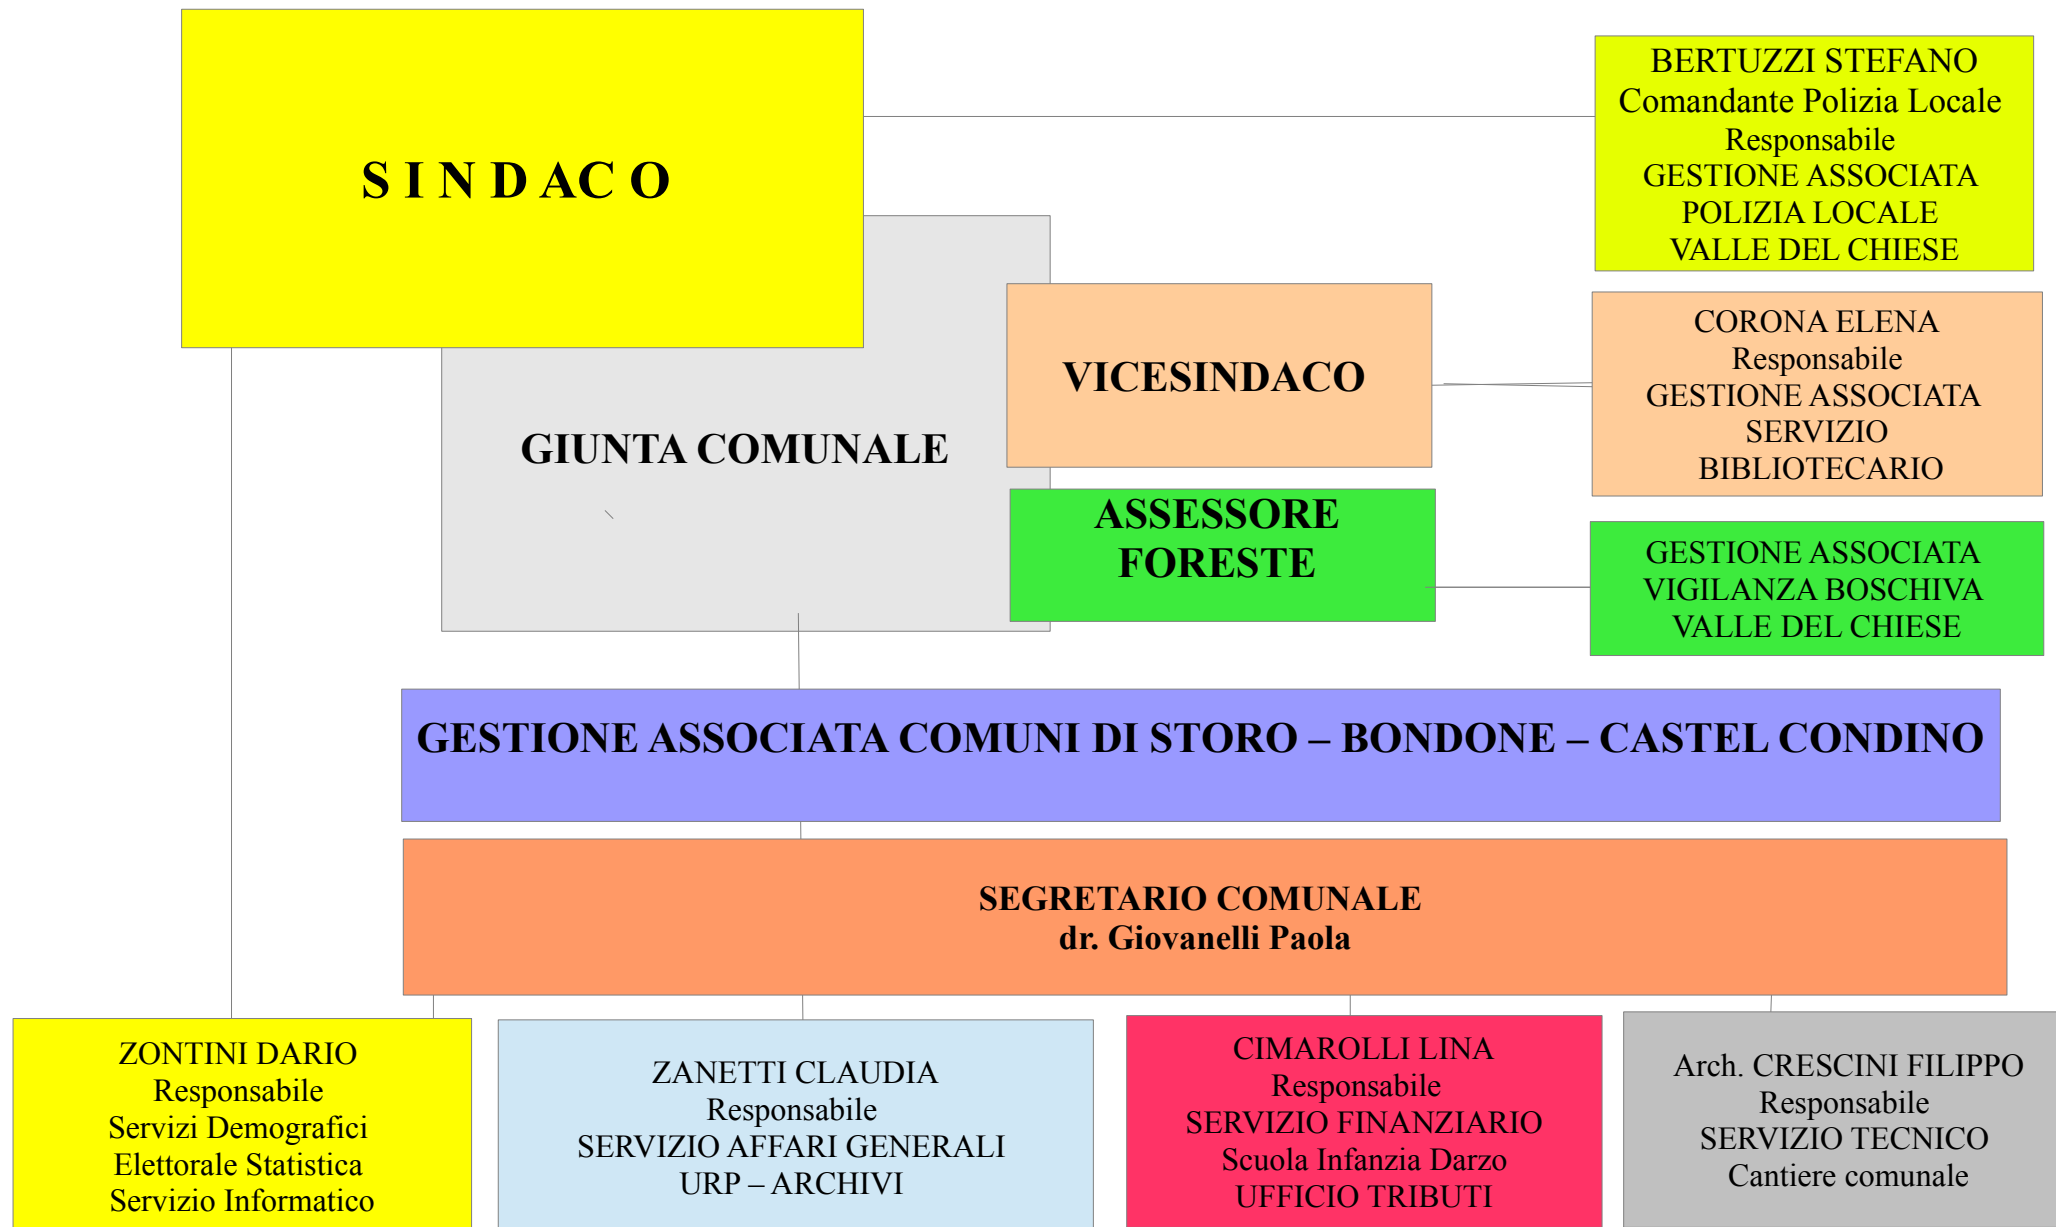 S I N D AC O
BERTUZZI STEFANO
Comandante Polizia Locale
Responsabile
GESTIONE ASSOCIATA
POLIZIA LOCALE
VALLE DEL CHIESE
GIUNTA COMUNALE
VICESINDACO
CORONA ELENA
Responsabile
GESTIONE ASSOCIATA
SERVIZIO
BIBLIOTECARIO
ASSESSORE
FORESTE
GESTIONE ASSOCIATA
VIGILANZA BOSCHIVA
VALLE DEL CHIESE
GESTIONE ASSOCIATA COMUNI DI STORO – BONDONE – CASTEL CONDINO
SEGRETARIO COMUNALE
dr. Giovanelli Paola
ZONTINI DARIO
Responsabile
Servizi Demografici
Elettorale Statistica
Servizio Informatico
ZANETTI CLAUDIA
Responsabile
SERVIZIO AFFARI GENERALI
URP – ARCHIVI
CIMAROLLI LINA
Responsabile
SERVIZIO FINANZIARIO
Scuola Infanzia Darzo
UFFICIO TRIBUTI
Arch. CRESCINI FILIPPO
Responsabile
SERVIZIO TECNICO
Cantiere comunale